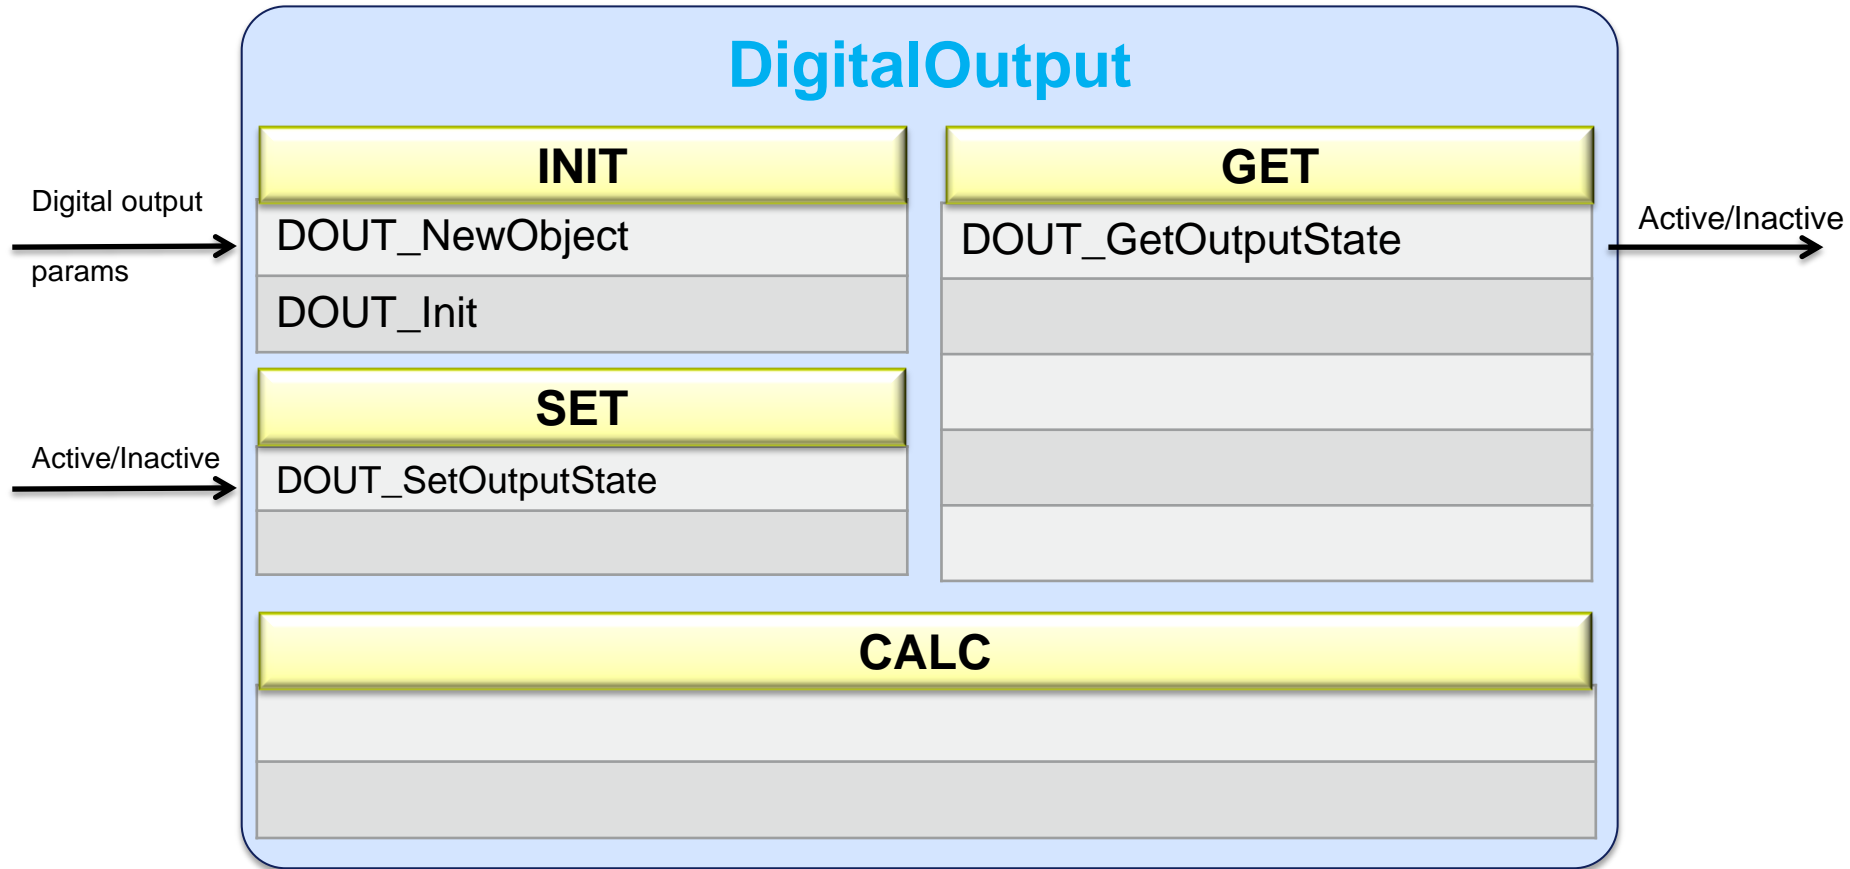 DigitalOutput
INIT
GET
Digital output
params
DOUT_NewObject
DOUT_GetOutputState
Active/Inactive
DOUT_Init
SET
Active/Inactive
DOUT_SetOutputState
CALC